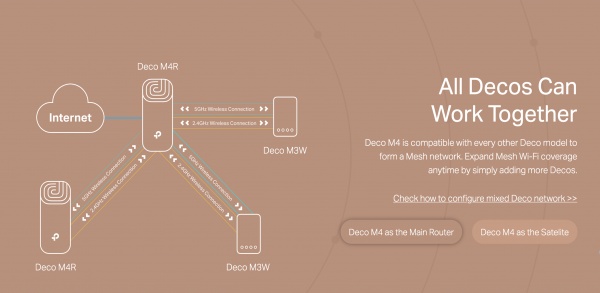 Deco M4R
Internet
5GHz Wireless Connection
2.4GHz Wireless Connection
Deco M3W
5GHz Wireless Connection
2.4GHz Wireless Connection
5GHz Wireless Connection
2.4GHz Wireless Connection
Deco M4R
Deco M3W
All Decos Can
Work Together
Deco M4 is compatible with every other Deco model to
form a Mesh network. Expand Mesh Wi-Fi coverage
anytime by simply adding more Decos.
Check how to configure mixed Deco network >>
Deco M4 as the Main Router
Deco M4 as the Satelite